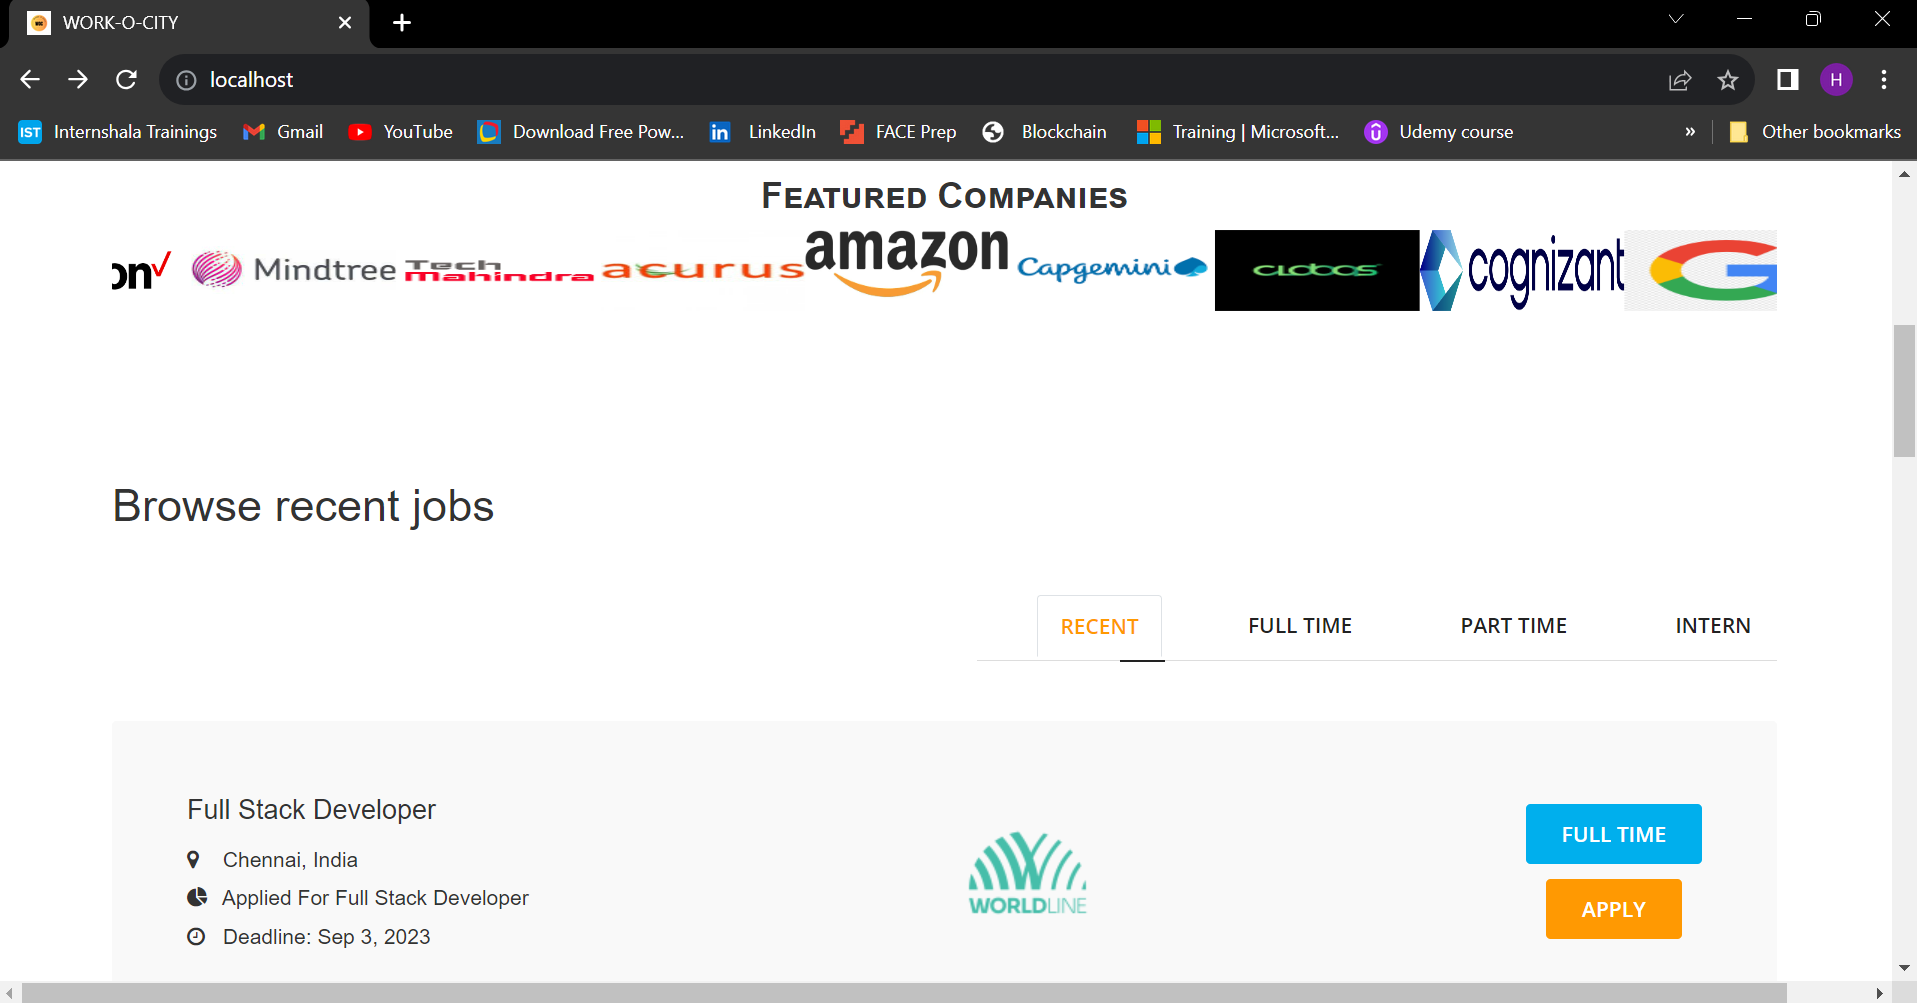 WORK-O-CITY
localhost
H
IST Internshala Trainings Gmail YouTube Download Free Pow... in LinkedIn FACE Prep Blockchain Training | Microsoft... Udemy course » Other bookmarks
FEATURED COMPANIES
on✓ Mindtree Tech Mahindra acurus amazon Capgemini CLOBOS cognizant G
Browse recent jobs
RECENT FULL TIME PART TIME INTERN
Full Stack Developer
Chennai, India
Applied For Full Stack Developer
Deadline: Sep 3, 2023
WORLDLINE
FULL TIME
APPLY